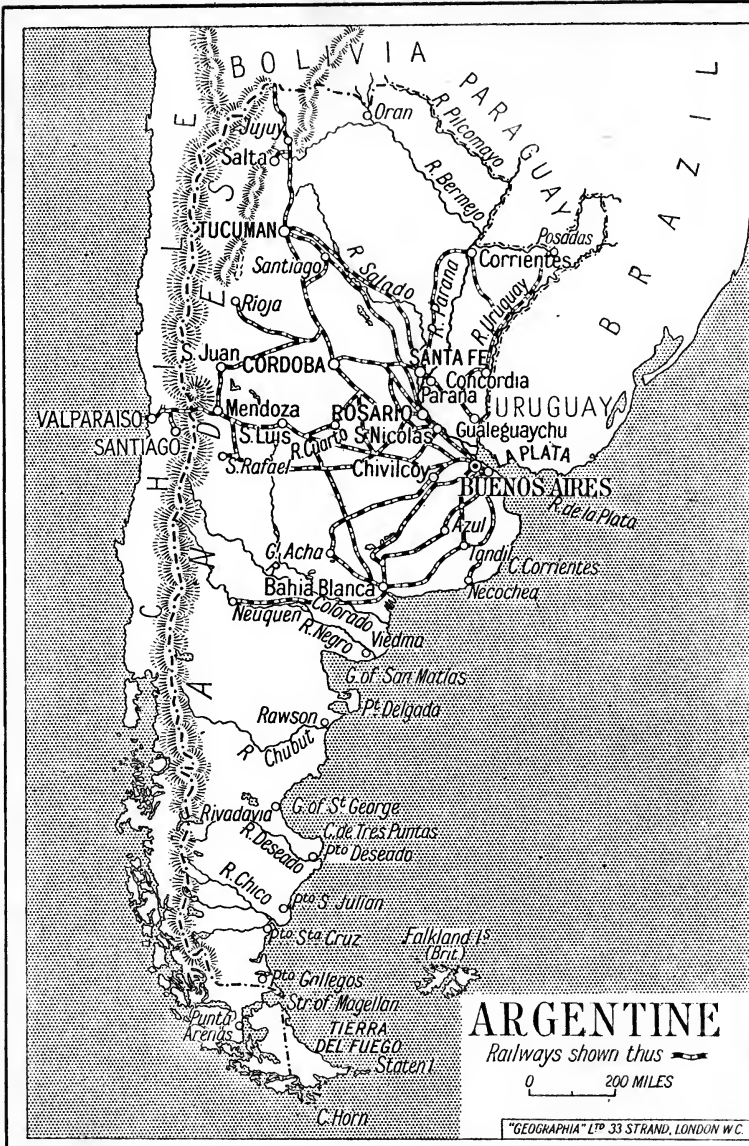 BOLIVIA
PARAGUAY
BRAZIL
CHILE
ANDES
URUGUAY
Oran
R. Pilcomayo
Jujuy
Salta
R. Bermejo
TUCUMAN
Santiago
R. Salado
Posadas
Corrientes
R. Parana
R. Uruguay
Rioja
S. Juan
CORDOBA
SANTA FE
Concordia
Parana
VALPARAISO
Mendoza
ROSARIO
SANTIAGO
S. Luis
R. Cuarto
S. Nicolas
Gualeguaychu
LA PLATA
S. Rafael
Chivilcoy
BUENOS AIRES
R. de la Plata
Azul
G. Acha
Tandil
C. Corrientes
Bahia Blanca
Necochea
Colorado
Neuquen
R. Negro
Viedma
G. of San Matias
Pt. Delgada
Rawson
R. Chubut
Rivadavia
G. of St George
C. de Tres Puntas
R. Deseado
Pto Deseado
R. Chico
Pto S. Julian
Pto Sta Cruz
Falkland Is
(Brit.)
Pto Gallegos
Str. of Magellan
Punta
Arenas
TIERRA
DEL FUEGO
Staten I
C. Horn
ARGENTINE
Railways shown thus
0 200 MILES
"GEOGRAPHIA" LTD 33 STRAND, LONDON W C.